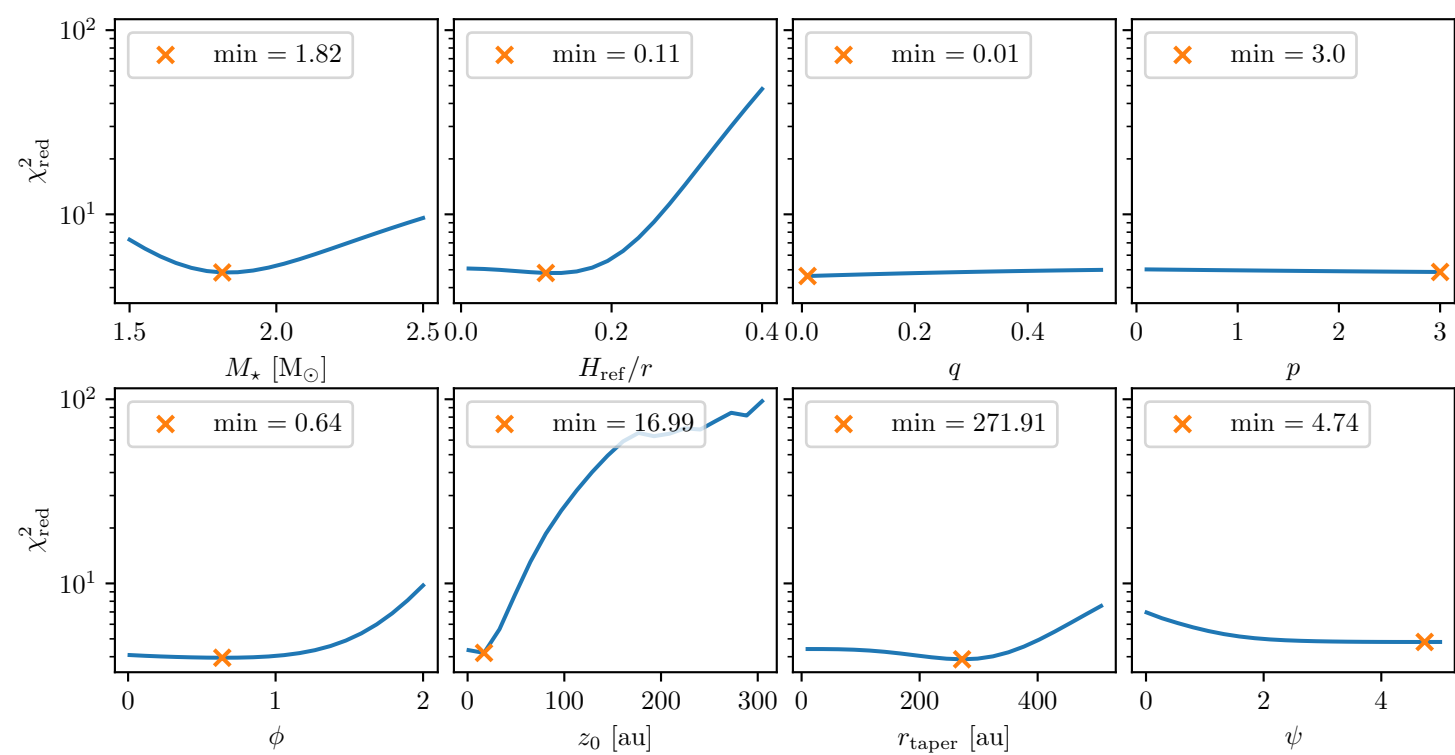 10²
χ²red
10¹
min = 1.82
1.5 2.0 2.5
M⋆ [M⊙]
min = 0.11
0.0 0.2 0.4
Href/r
min = 0.01
0.0 0.2 0.4
q
min = 3.0
0 1 2 3
p
10²
χ²red
10¹
min = 0.64
0 1 2
ϕ
min = 16.99
0 100 200 300
z0 [au]
min = 271.91
0 200 400
rtaper [au]
min = 4.74
0 2 4
ψ